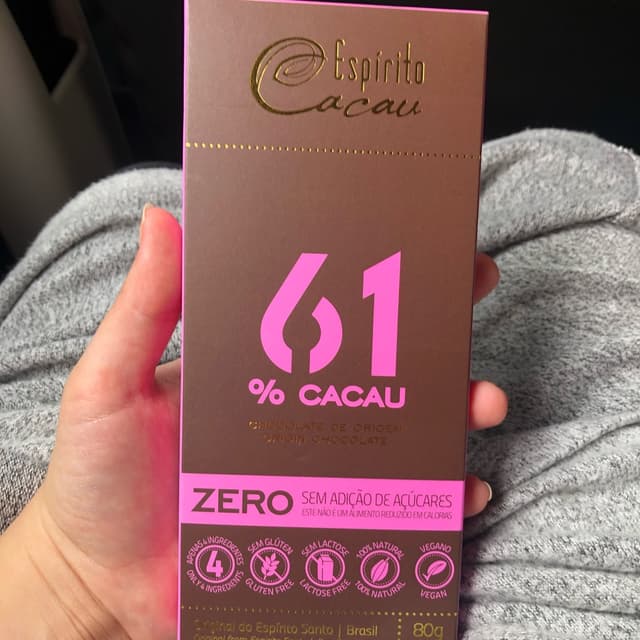 Espírito
Cacau
61
% CACAU
CHOCOLATE DE ORIGEM
ORIGIN CHOCOLATE
ZERO
SEM ADIÇÃO DE AÇÚCARES
ESTE NÃO É UM ALIMENTO REDUZIDO EM CALORIAS
APENAS 4 INGREDIENTES
4
ONLY 4 INGREDIENTS
SEM GLÚTEN
GLUTEN FREE
SEM LACTOSE
LACTOSE FREE
100% NATURAL
100% NATURAL
VEGANO
VEGAN
Original do Espírito Santo | Brasil
80g